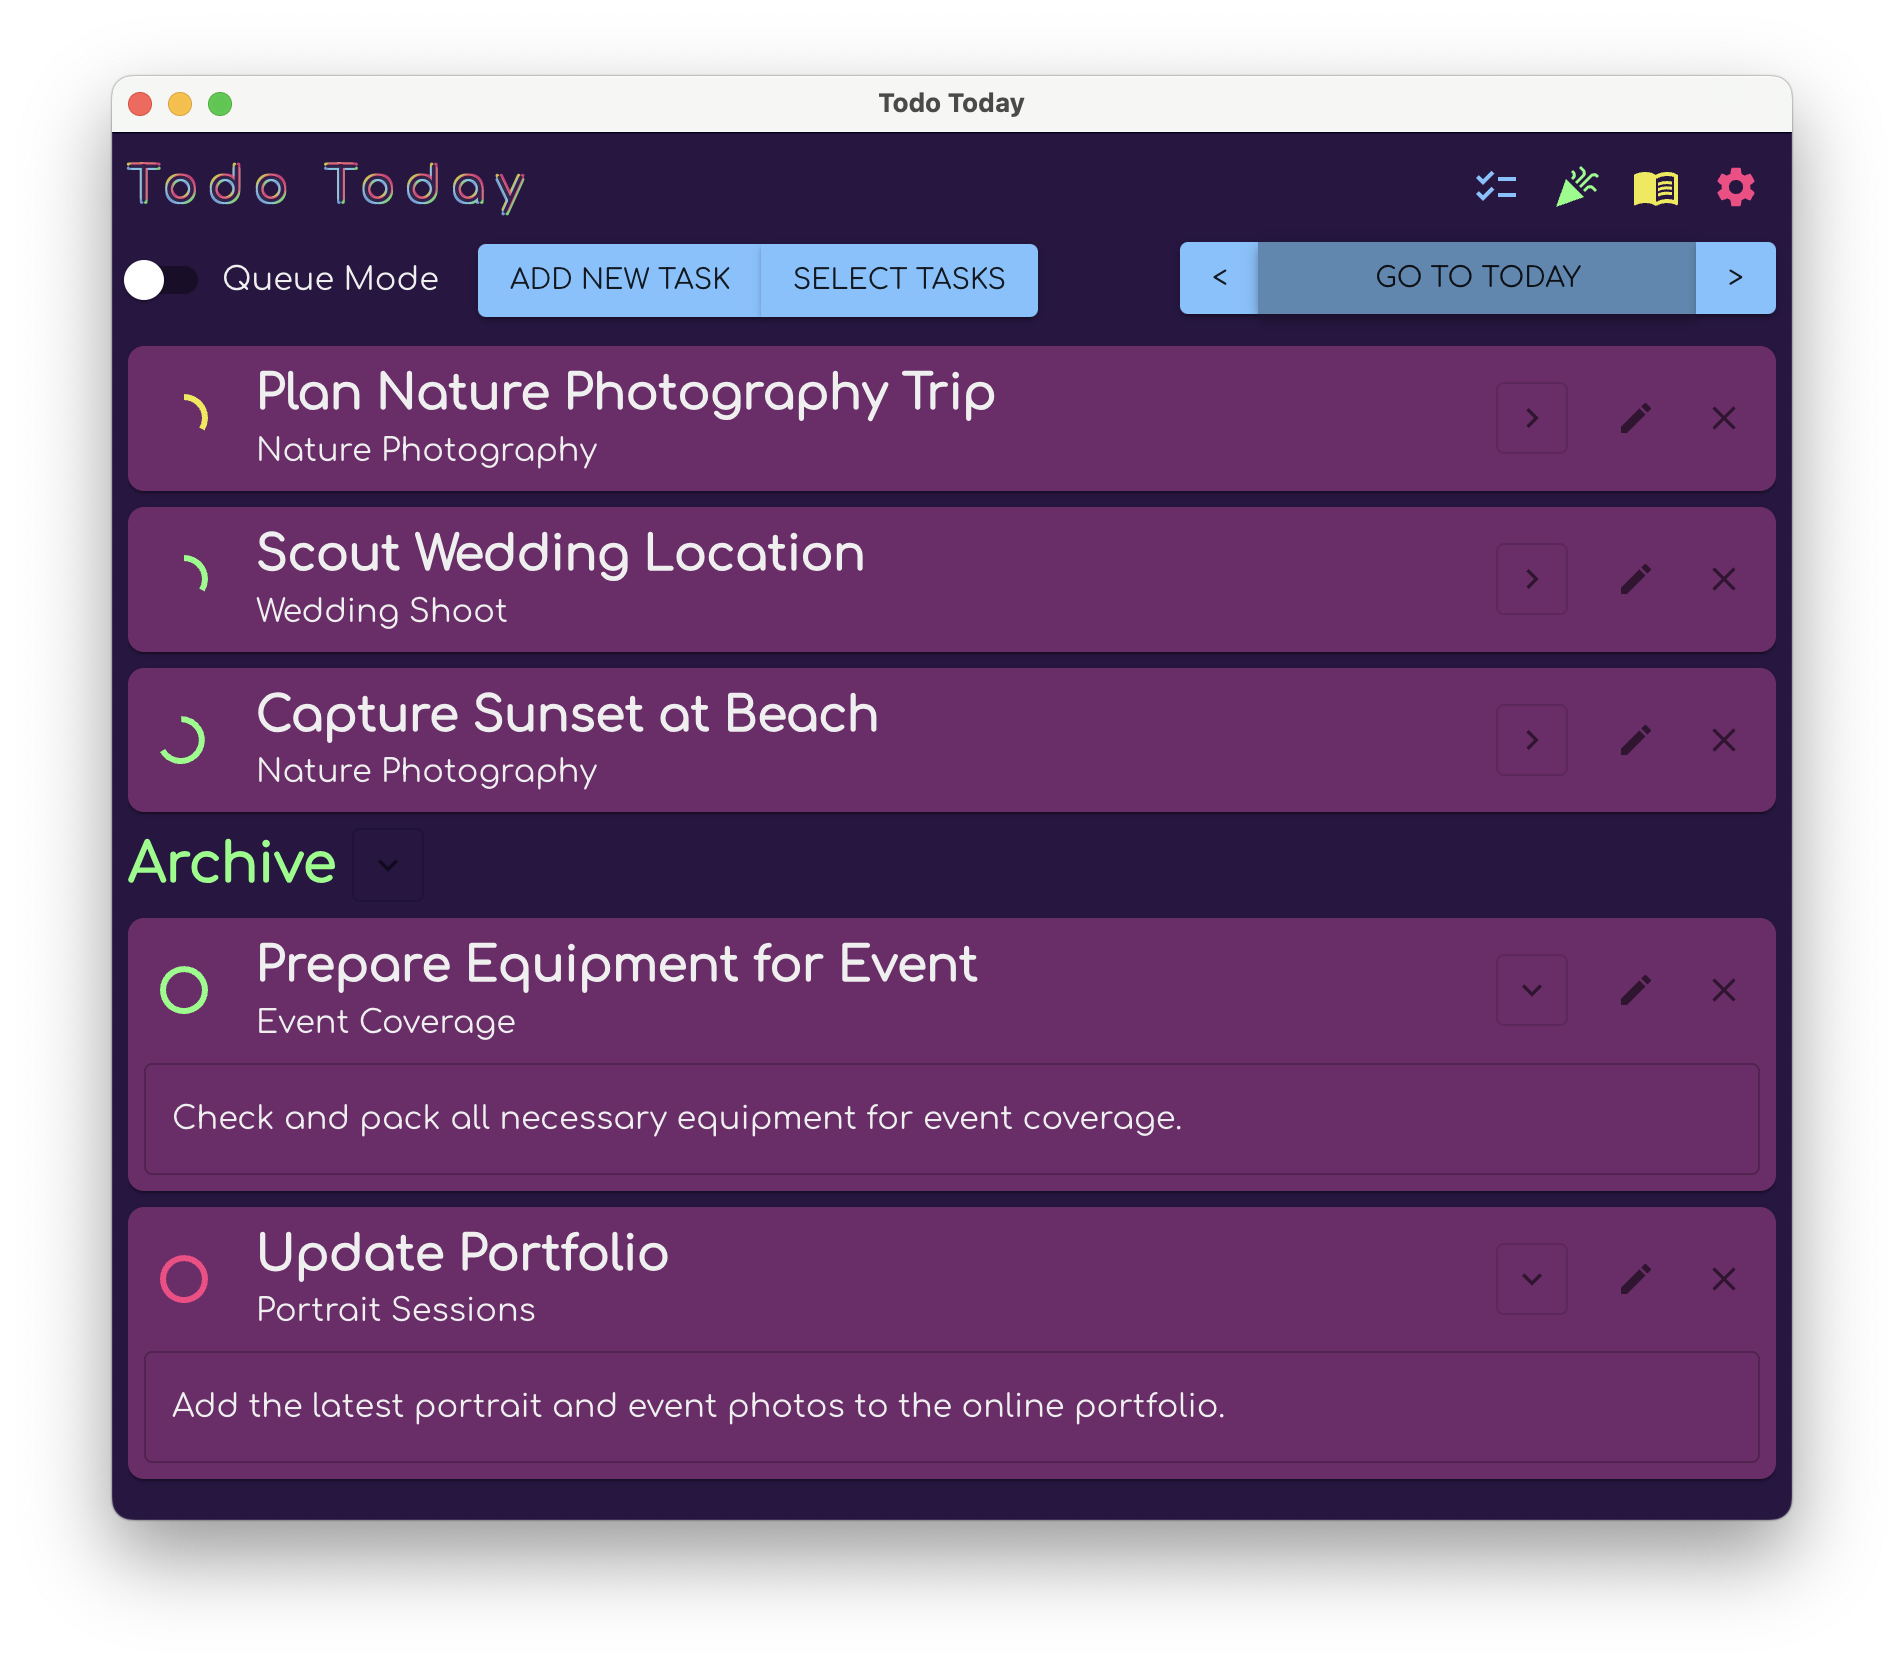 Todo Today
Todo Today
Queue Mode
ADD NEW TASK
SELECT TASKS
<
GO TO TODAY
>
Plan Nature Photography Trip
Nature Photography
Scout Wedding Location
Wedding Shoot
Capture Sunset at Beach
Nature Photography
Archive
Prepare Equipment for Event
Event Coverage
Check and pack all necessary equipment for event coverage.
Update Portfolio
Portrait Sessions
Add the latest portrait and event photos to the online portfolio.